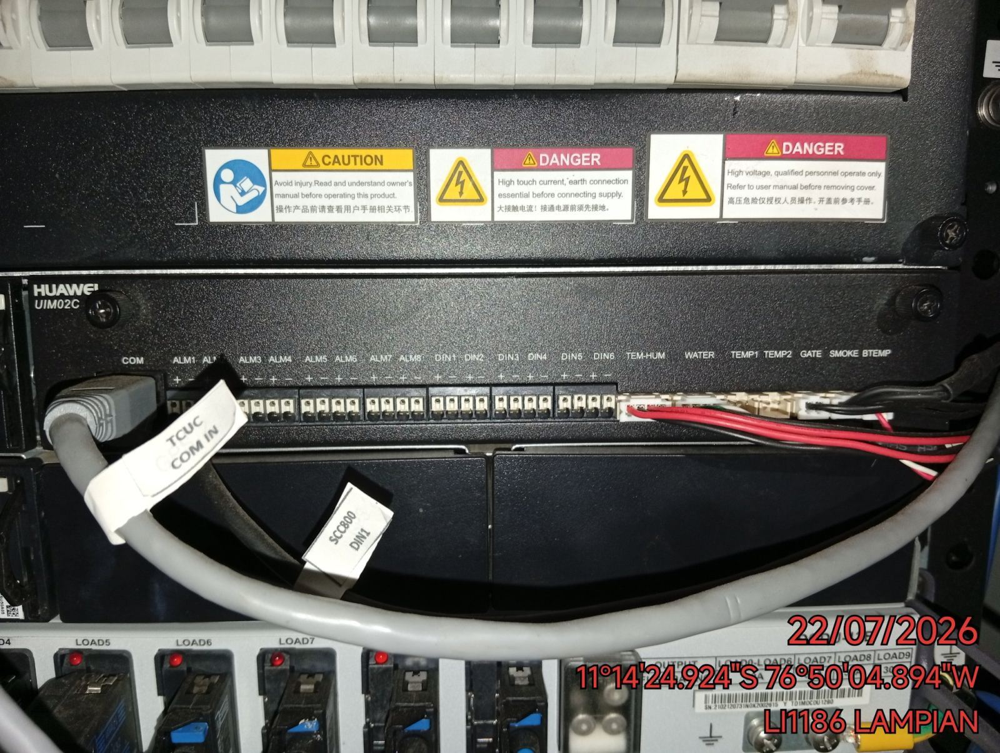 CAUTION
Avoid injury.Read and understand owner's
manual before operating this product.
操作产品前请查看用户手册相关环节.
DANGER
High touch current, earth connection
essential before connecting supply.
大接触电流！接通电源前须先接地。
DANGER
High voltage, qualified personnel operate only.
Refer to user manual before removing cover.
高压危险仅授权人员操作。开盖前参考手册。
HUAWEI
UIM02C
COM ALM1 ALM3 ALM4 ALM5 ALM6 ALM7 ALM8 DIN1 DIN2 DIN3 DIN4 DIN5 DIN6 TEM-HUM WATER TEMP1 TEMP2 GATE SMOKE BTEMP
TCUC
COM IN
SCC800
DIN1
LOAD5 LOAD6 LOAD7
OUTPUT LOAD0-LOAD6 LOAD7 LOAD8 LOAD9
22/07/2026
11°14'24.924"S 76°50'04.894"W
LI1186 LAMPIAN